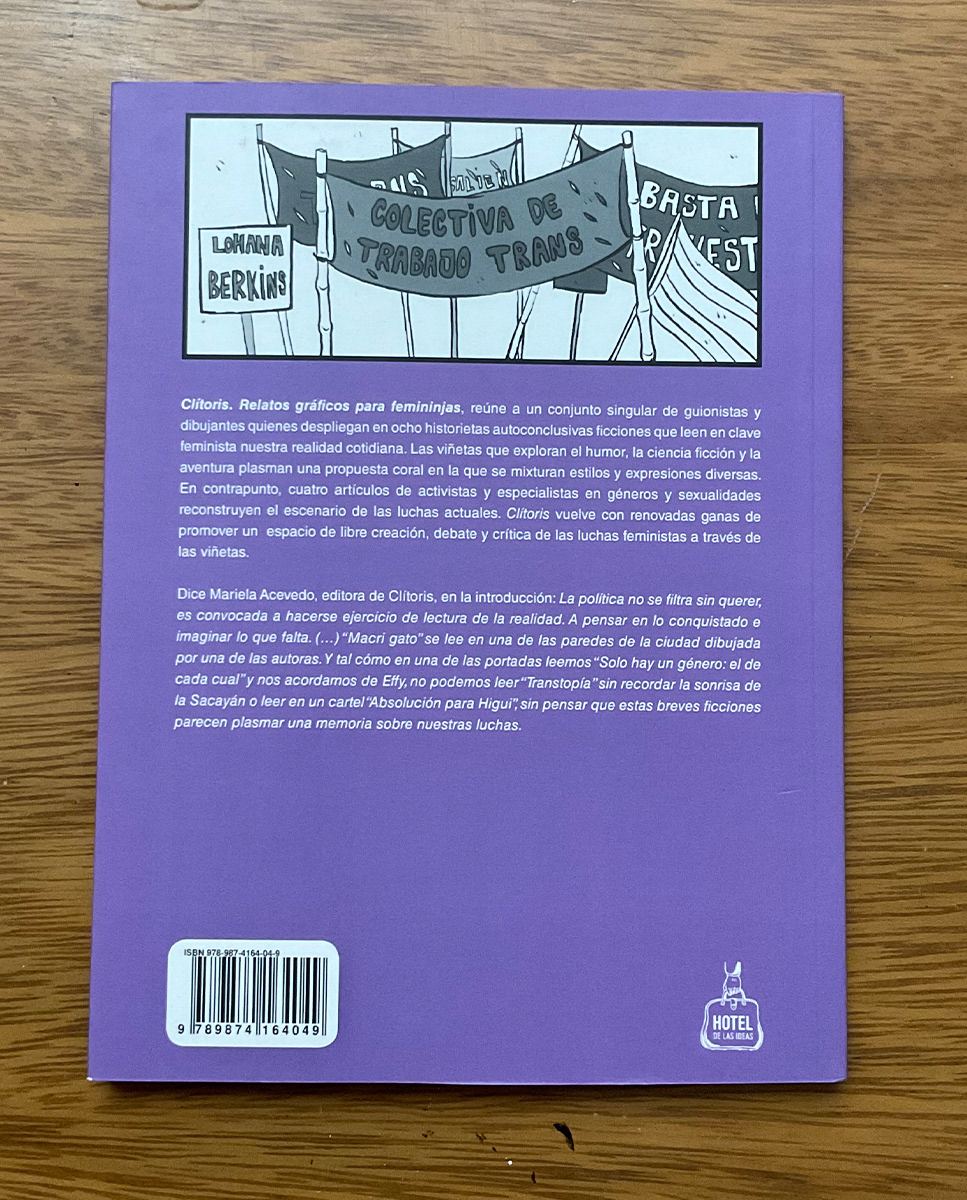 LOHANA
BERKINS
COLECTIVA DE
TRABAJO TRANS
BASTA
Clítoris. Relatos gráficos para femininjas, reúne a un conjunto singular de guionistas y
dibujantes quienes despliegan en ocho historietas autoconclusivas ficciones que leen en clave
feminista nuestra realidad cotidiana. Las viñetas que exploran el humor, la ciencia ficción y la
aventura plasman una propuesta coral en la que se mixturan estilos y expresiones diversas.
En contrapunto, cuatro artículos de activistas y especialistas en géneros y sexualidades
reconstruyen el escenario de las luchas actuales. Clítoris vuelve con renovadas ganas de
promover un espacio de libre creación, debate y crítica de las luchas feministas a través de
las viñetas.
Dice Mariela Acevedo, editora de Clítoris, en la introducción: La política no se filtra sin querer,
es convocada a hacerse ejercicio de lectura de la realidad. A pensar en lo conquistado e
imaginar lo que falta. (...) “Macri gato” se lee en una de las paredes de la ciudad dibujada
por una de las autoras. Y tal cómo en una de las portadas leemos “Solo hay un género: el de
cada cual” y nos acordamos de Effy, no podemos leer “Transtopía” sin recordar la sonrisa de
la Sacayán o leer en un cartel “Absolución para Higui”, sin pensar que estas breves ficciones
parecen plasmar una memoria sobre nuestras luchas.
ISBN 978-987-4164-04-9
9 789874 164049
HOTEL
DE LAS IDEAS